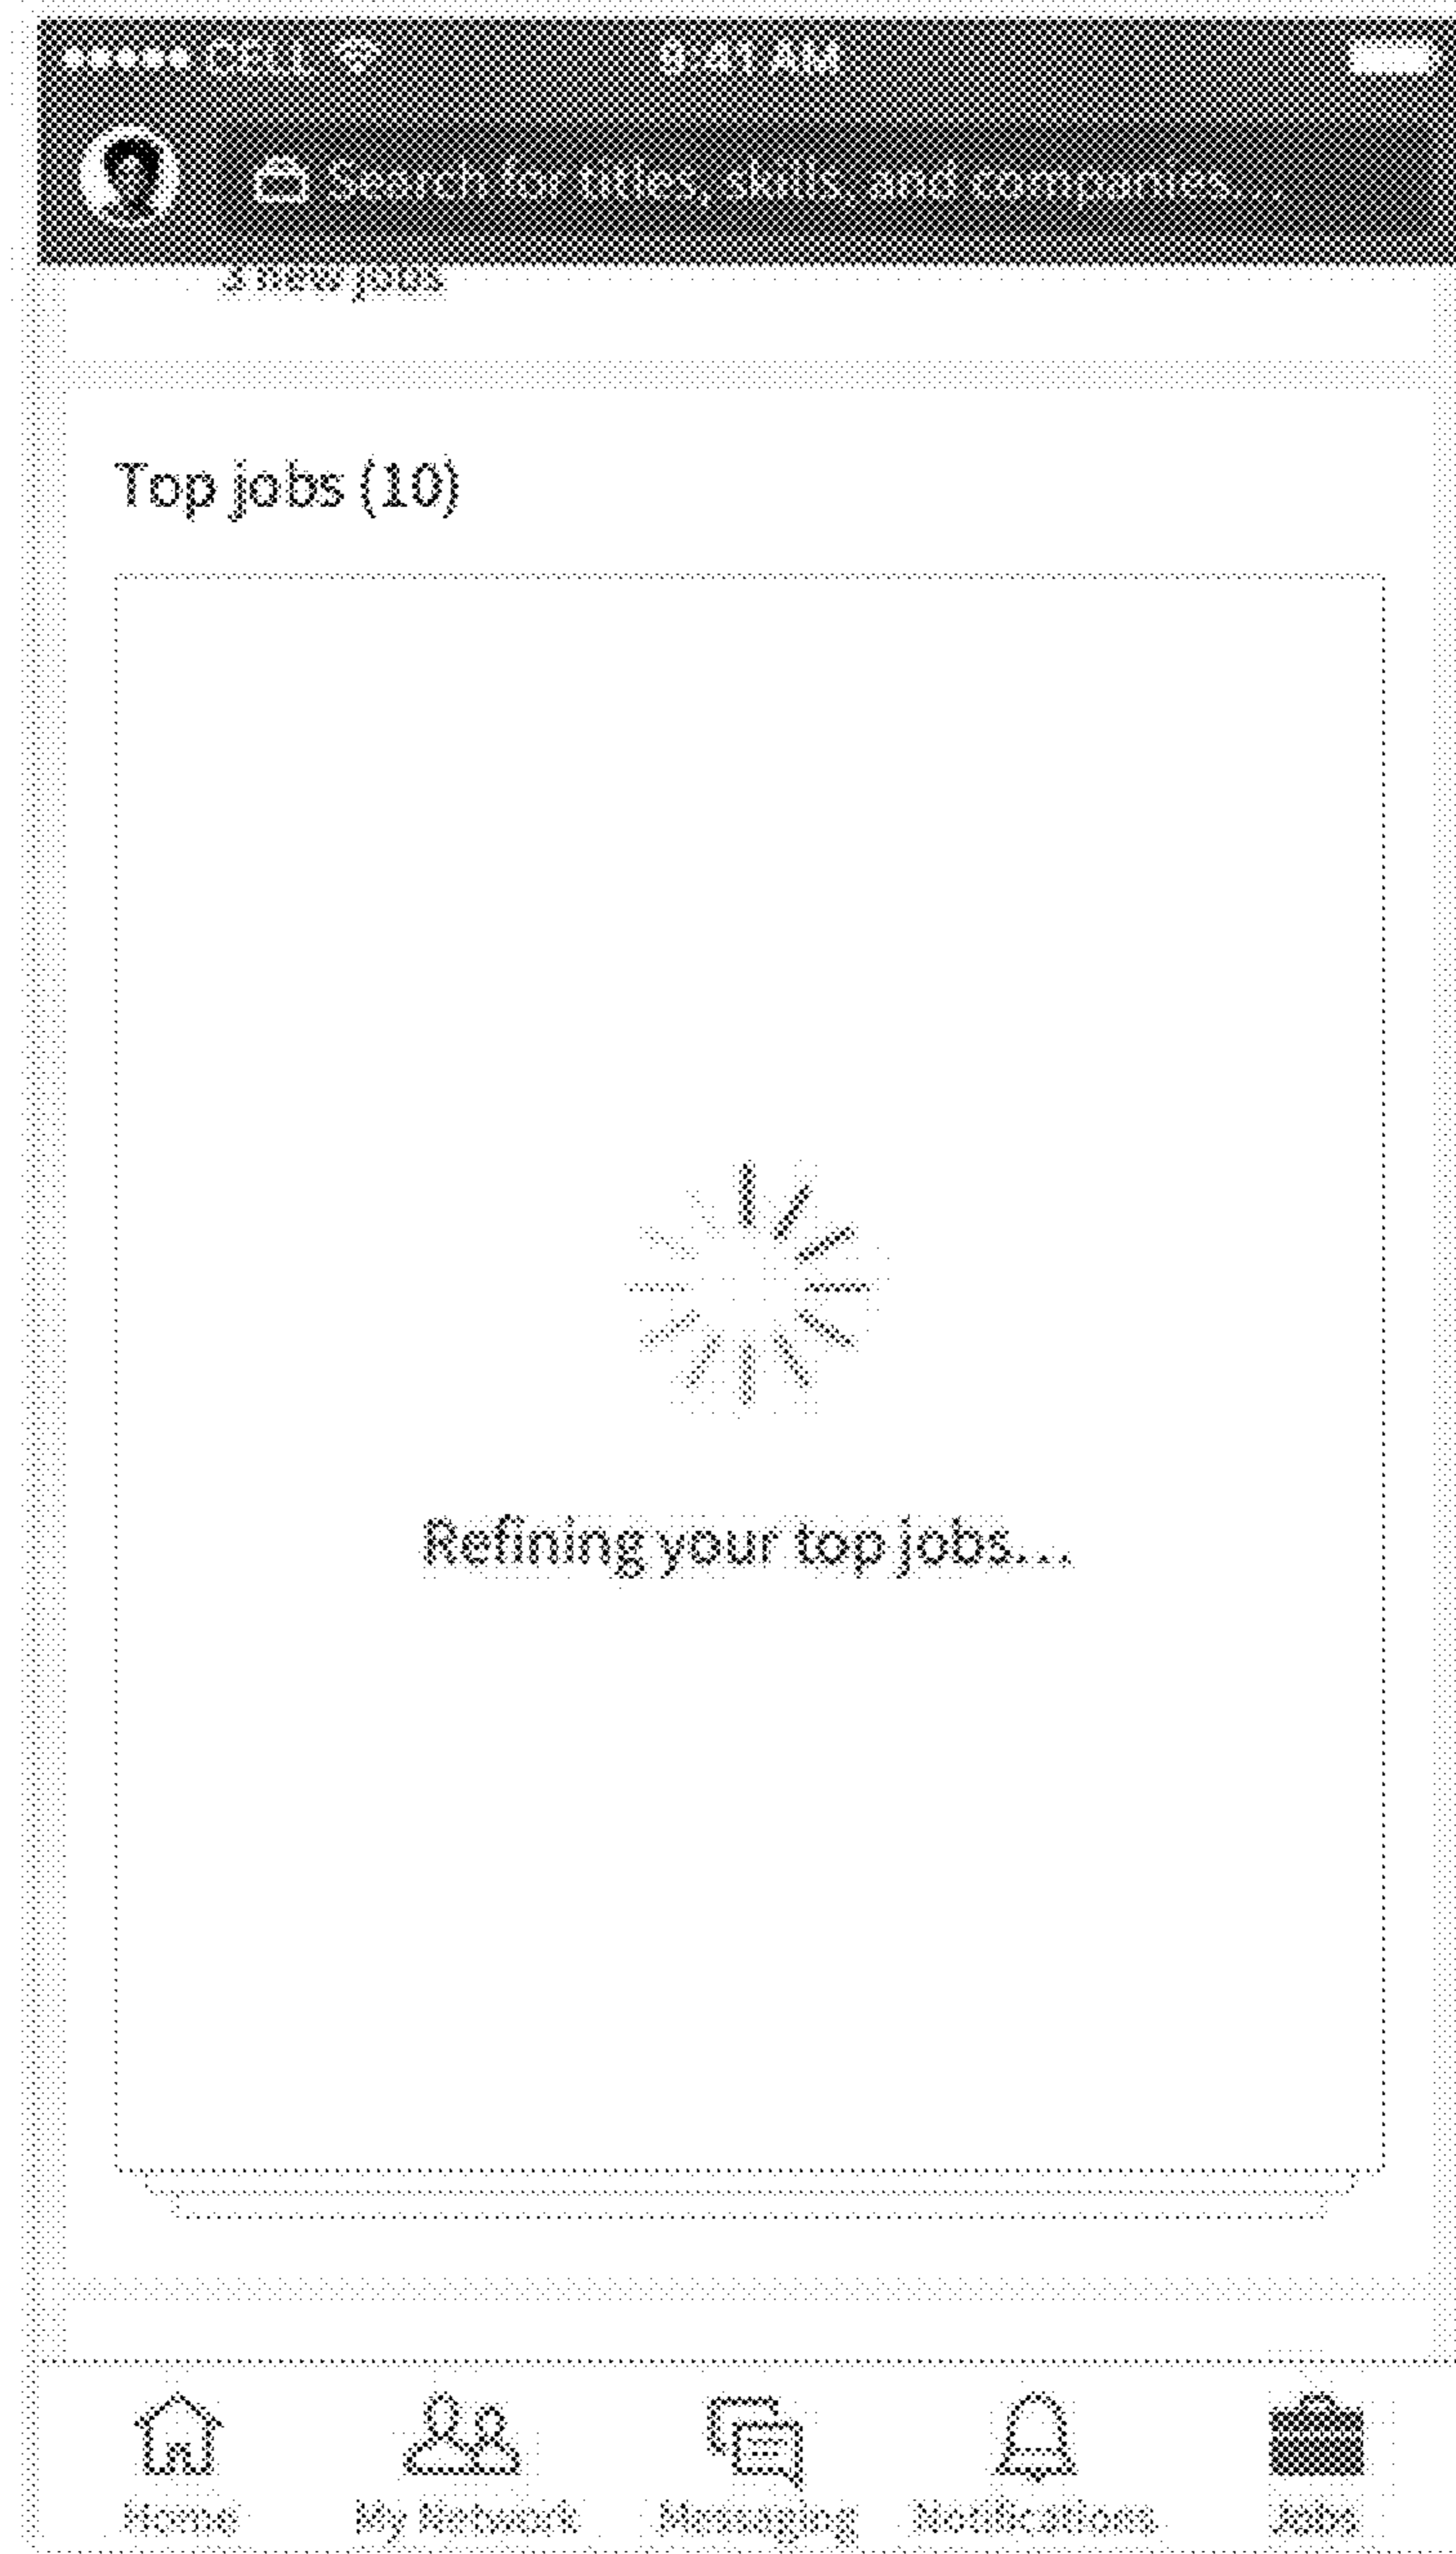 CELL 9:41 AM
Search for titles, skills, and companies...
3 new jobs
Top jobs (10)
Refining your top jobs...
Home My Network Messaging Notifications Jobs